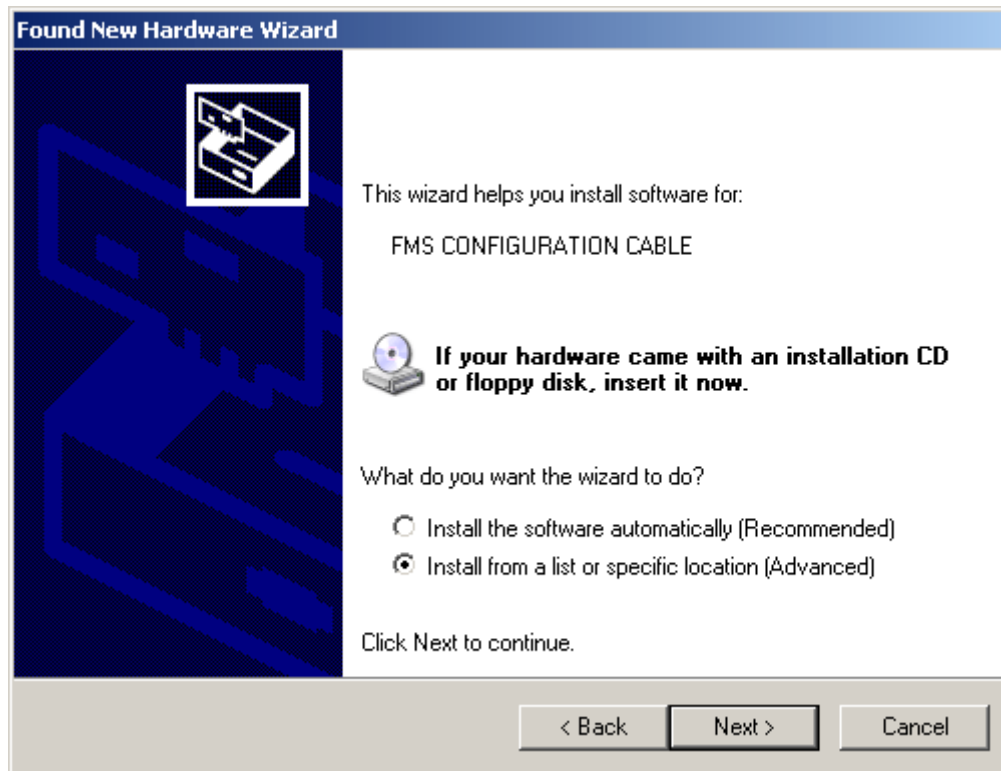 Found New Hardware Wizard
This wizard helps you install software for:
FMS CONFIGURATION CABLE
If your hardware came with an installation CD
or floppy disk, insert it now.
What do you want the wizard to do?
Install the software automatically (Recommended)
Install from a list or specific location (Advanced)
Click Next to continue.
< Back
Next >
Cancel